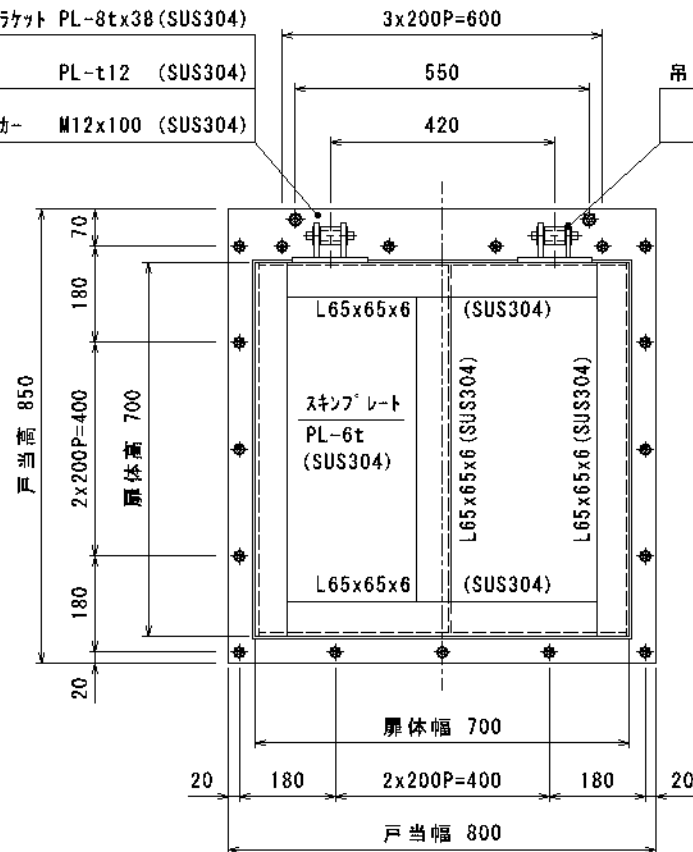 ラケット PL-8tx38(SUS304)
PL-t12 (SUS304)
カー M12x100 (SUS304)
3x200P=600
550
420
吊
70
180
2x200P=400
180
20
戸当高 850
扉体高 700
L65x65x6 (SUS304)
スキンプレート
PL-6t
(SUS304)
L65x65x6(SUS304)
L65x65x6(SUS304)
L65x65x6 (SUS304)
扉体幅 700
20 180 2x200P=400 180 20
戸当幅 800